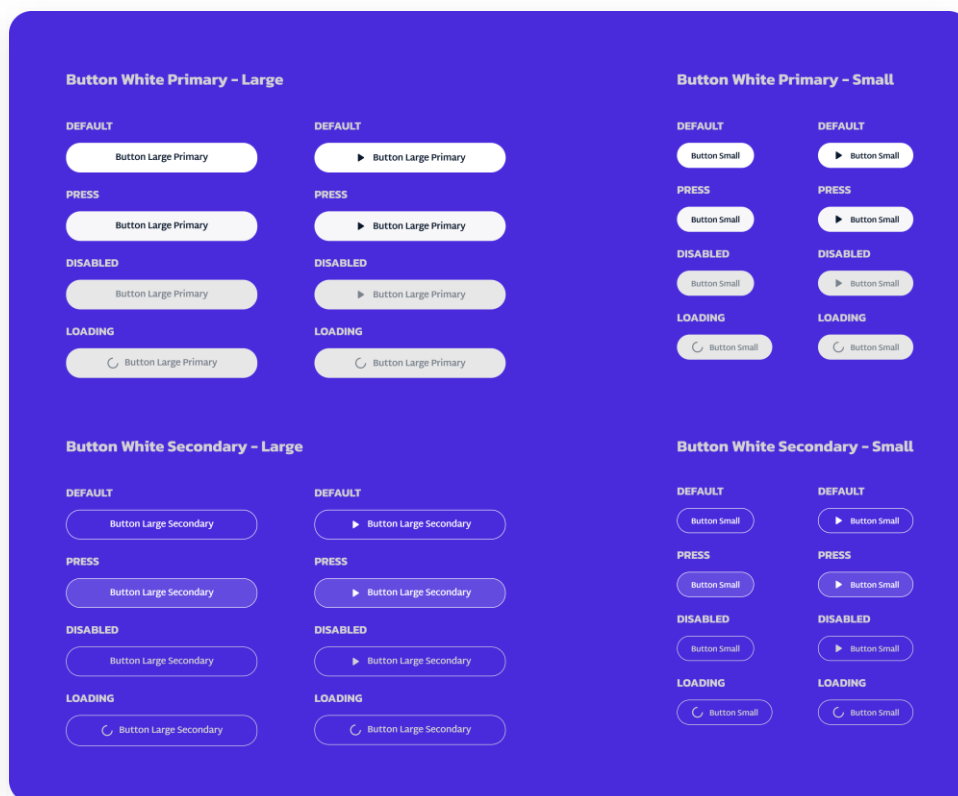 Button White Primary - Large
DEFAULT
DEFAULT
Button Large Primary
Button Large Primary
PRESS
PRESS
Button Large Primary
Button Large Primary
DISABLED
DISABLED
Button Large Primary
Button Large Primary
LOADING
LOADING
Button Large Primary
Button Large Primary
Button White Primary - Small
DEFAULT
DEFAULT
Button Small
Button Small
PRESS
PRESS
Button Small
Button Small
DISABLED
DISABLED
Button Small
Button Small
LOADING
LOADING
Button Small
Button Small
Button White Secondary - Large
DEFAULT
DEFAULT
Button Large Secondary
Button Large Secondary
PRESS
PRESS
Button Large Secondary
Button Large Secondary
DISABLED
DISABLED
Button Large Secondary
Button Large Secondary
LOADING
LOADING
Button Large Secondary
Button Large Secondary
Button White Secondary - Small
DEFAULT
DEFAULT
Button Small
Button Small
PRESS
PRESS
Button Small
Button Small
DISABLED
DISABLED
Button Small
Button Small
LOADING
LOADING
Button Small
Button Small